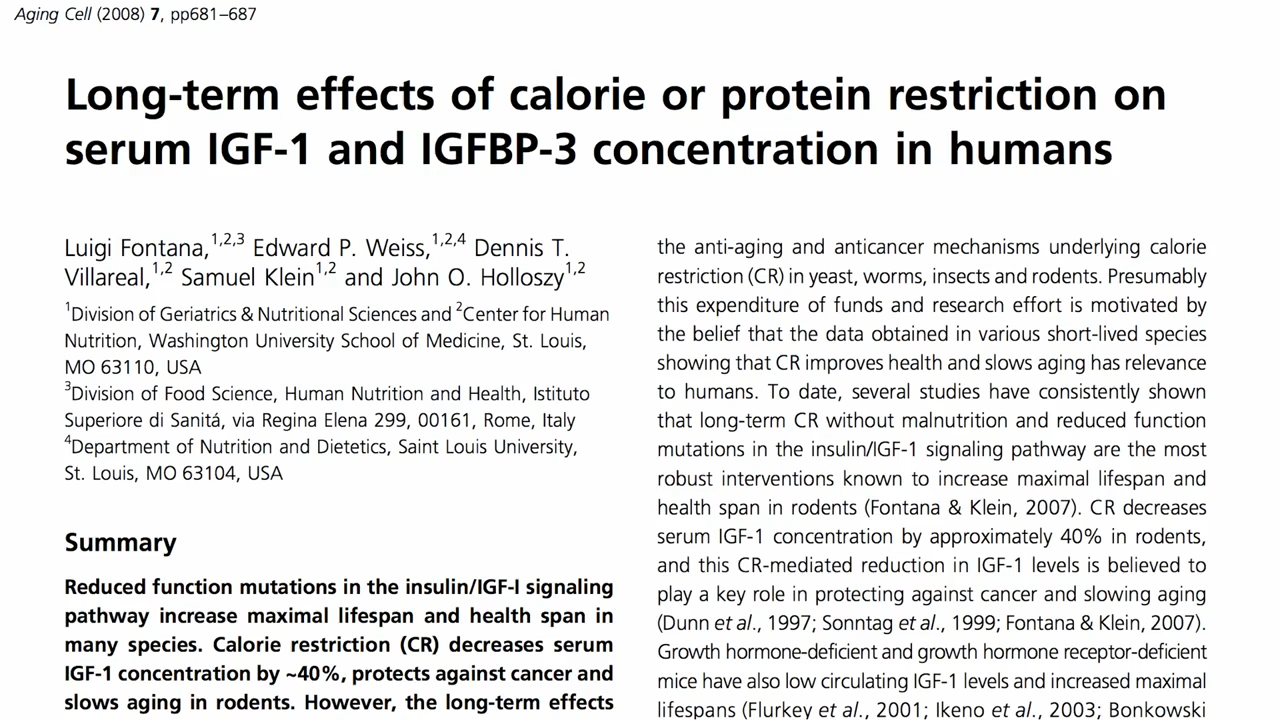 Aging Cell (2008) 7, pp681–687
Long-term effects of calorie or protein restriction on
serum IGF-1 and IGFBP-3 concentration in humans
Luigi Fontana,1,2,3 Edward P. Weiss,1,2,4 Dennis T.
Villareal,1,2 Samuel Klein1,2 and John O. Holloszy1,2
1Division of Geriatrics & Nutritional Sciences and 2Center for Human
Nutrition, Washington University School of Medicine, St. Louis,
MO 63110, USA
3Division of Food Science, Human Nutrition and Health, Istituto
Superiore di Sanitá, via Regina Elena 299, 00161, Rome, Italy
4Department of Nutrition and Dietetics, Saint Louis University,
St. Louis, MO 63104, USA
Summary
Reduced function mutations in the insulin/IGF-I signaling
pathway increase maximal lifespan and health span in
many species. Calorie restriction (CR) decreases serum
IGF-1 concentration by ~40%, protects against cancer and
slows aging in rodents. However, the long-term effects
the anti-aging and anticancer mechanisms underlying calorie
restriction (CR) in yeast, worms, insects and rodents. Presumably
this expenditure of funds and research effort is motivated by
the belief that the data obtained in various short-lived species
showing that CR improves health and slows aging has relevance
to humans. To date, several studies have consistently shown
that long-term CR without malnutrition and reduced function
mutations in the insulin/IGF-1 signaling pathway are the most
robust interventions known to increase maximal lifespan and
health span in rodents (Fontana & Klein, 2007). CR decreases
serum IGF-1 concentration by approximately 40% in rodents,
and this CR-mediated reduction in IGF-1 levels is believed to
play a key role in protecting against cancer and slowing aging
(Dunn et al., 1997; Sonntag et al., 1999; Fontana & Klein, 2007).
Growth hormone-deficient and growth hormone receptor-deficient
mice have also low circulating IGF-1 levels and increased maximal
lifespans (Flurkey et al., 2001; Ikeno et al., 2003; Bonkowski